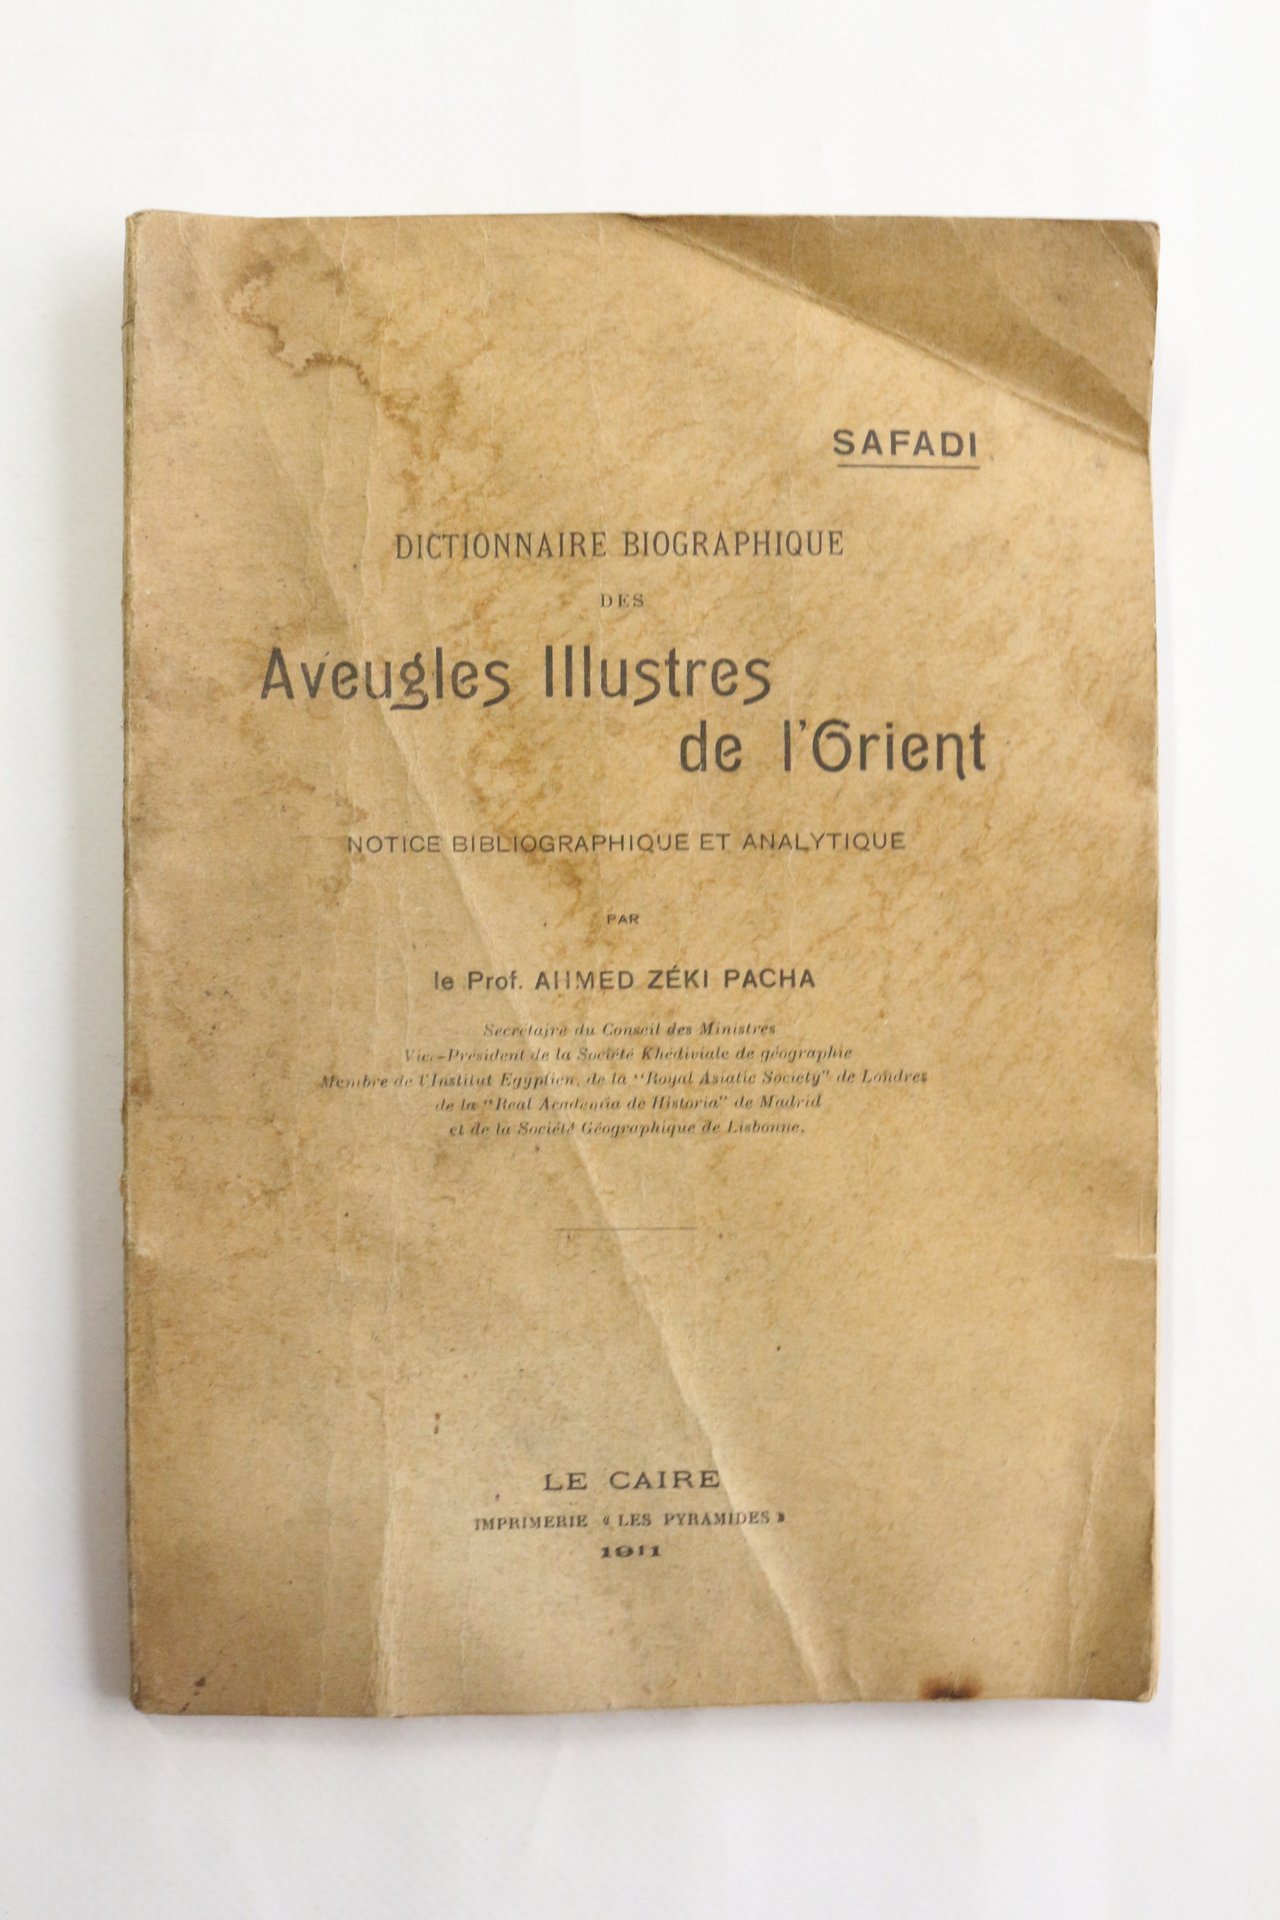 SAFADI
DICTIONNAIRE BIOGRAPHIQUE
DES
Aveugles Illustres
de l'Orient
NOTICE BIBLIOGRAPHIQUE ET ANALYTIQUE
PAR
le Prof. AHMED ZÉKI PACHA
Secrétaire du Conseil des Ministres
Vice-Président de la Société Khédiviale de géographie
Membre de l'Institut Egyptien, de la "Royal Asiatic Society" de Londres
de la "Real Academia de Historia" de Madrid
et de la Société Géographique de Lisbonne.
LE CAIRE
IMPRIMERIE « LES PYRAMIDES »
1911